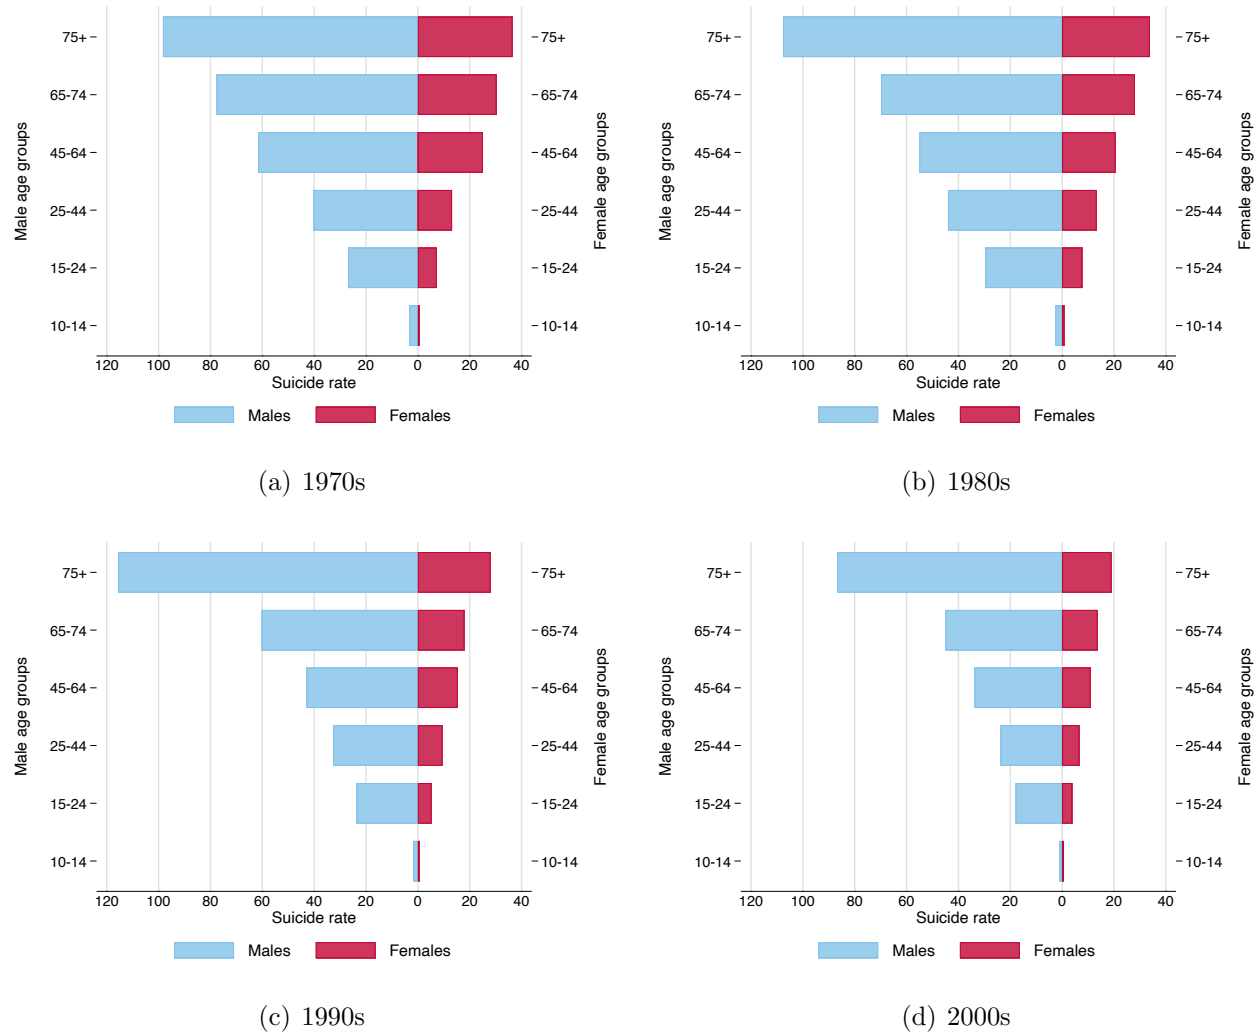 75+
75+
65-74
65-74
45-64
45-64
25-44
25-44
15-24
15-24
10-14
10-14
Male age groups
Female age groups
120 100 80 60 40 20 0 20 40
Suicide rate
Males Females
(a) 1970s
75+
75+
65-74
65-74
45-64
45-64
25-44
25-44
15-24
15-24
10-14
10-14
Male age groups
Female age groups
120 100 80 60 40 20 0 20 40
Suicide rate
Males Females
(b) 1980s
75+
75+
65-74
65-74
45-64
45-64
25-44
25-44
15-24
15-24
10-14
10-14
Male age groups
Female age groups
120 100 80 60 40 20 0 20 40
Suicide rate
Males Females
(c) 1990s
75+
75+
65-74
65-74
45-64
45-64
25-44
25-44
15-24
15-24
10-14
10-14
Male age groups
Female age groups
120 100 80 60 40 20 0 20 40
Suicide rate
Males Females
(d) 2000s